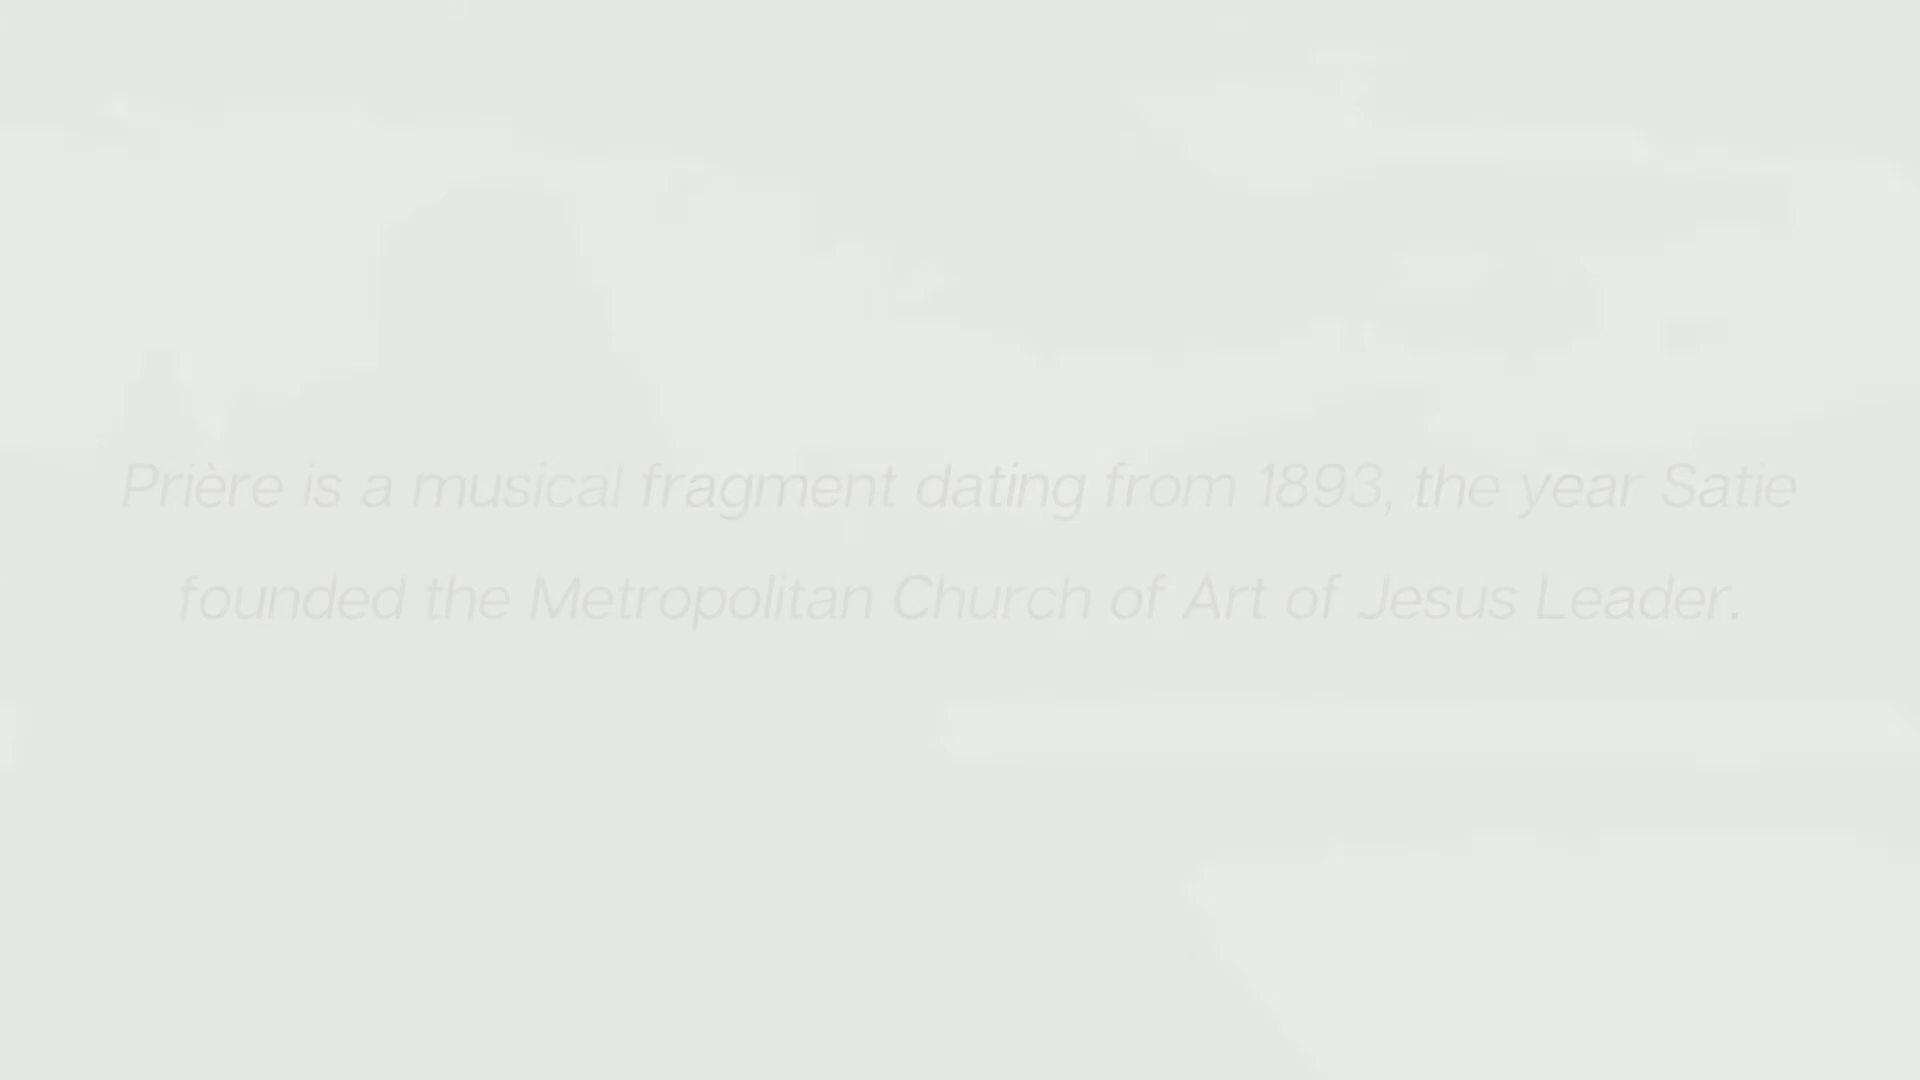 Prière is a musical fragment dating from 1893, the year Satie
founded the Metropolitan Church of Art of Jesus Leader.